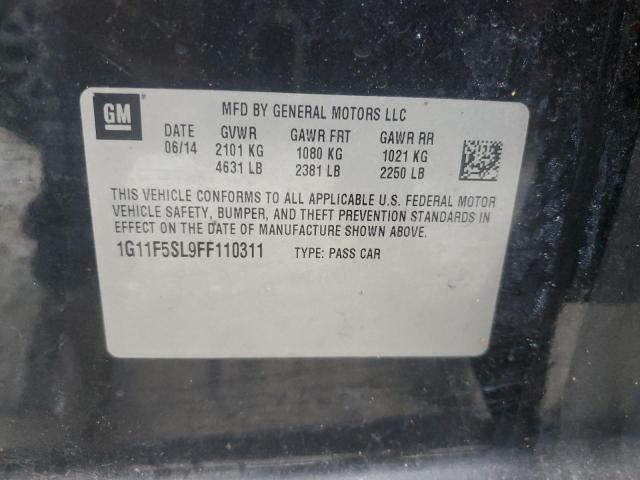 GM
MFD BY GENERAL MOTORS LLC
DATE GVWR GAWR FRT GAWR RR
06/14 2101 KG 1080 KG 1021 KG
4631 LB 2381 LB 2250 LB
THIS VEHICLE CONFORMS TO ALL APPLICABLE U.S. FEDERAL MOTOR
VEHICLE SAFETY, BUMPER, AND THEFT PREVENTION STANDARDS IN
EFFECT ON THE DATE OF MANUFACTURE SHOWN ABOVE.
1G11F5SL9FF110311 TYPE: PASS CAR